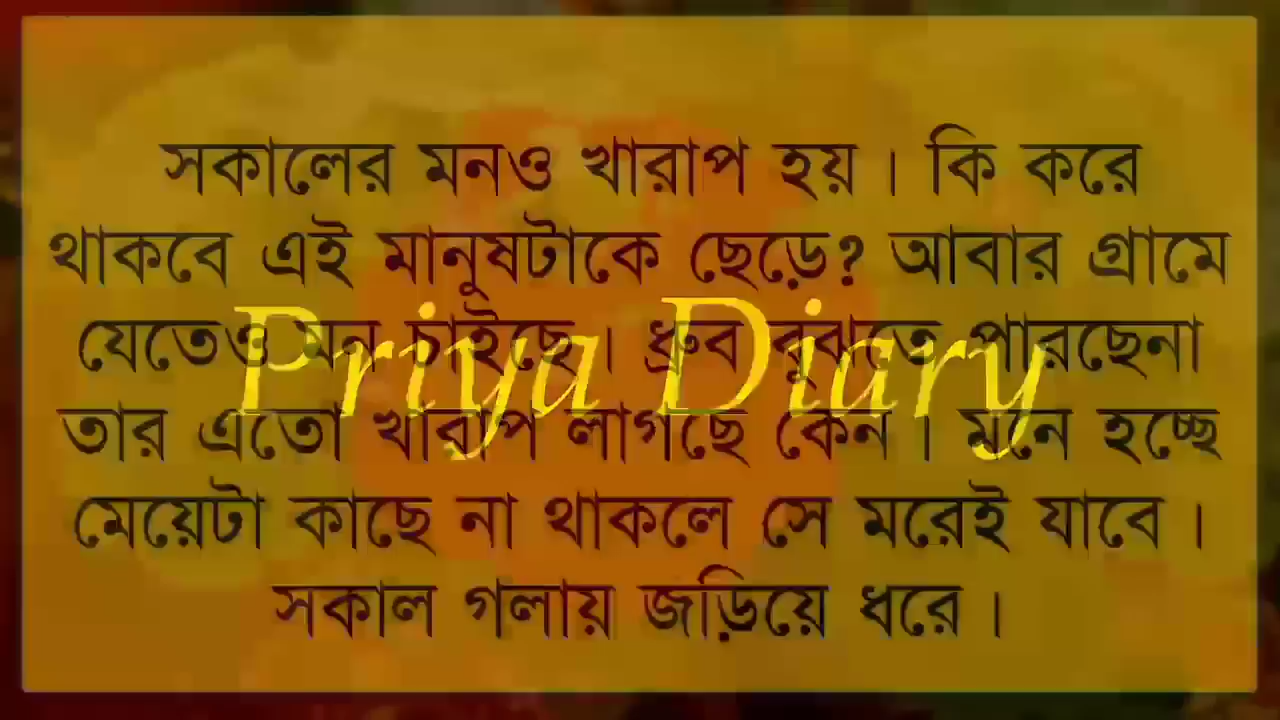 সকালের মনও খারাপ হয়। কি করে
থাকবে এই মানুষটাকে ছেড়ে? আবার গ্রামে
যেতেও মন চাইছে। ধ্রুব বুঝতে পারছেনা
Priya Diary
তার এতো খারাপ লাগছে কেন। মনে হচ্ছে
মেয়েটা কাছে না থাকলে সে মরেই যাবে।
সকাল গলায় জড়িয়ে ধরে।